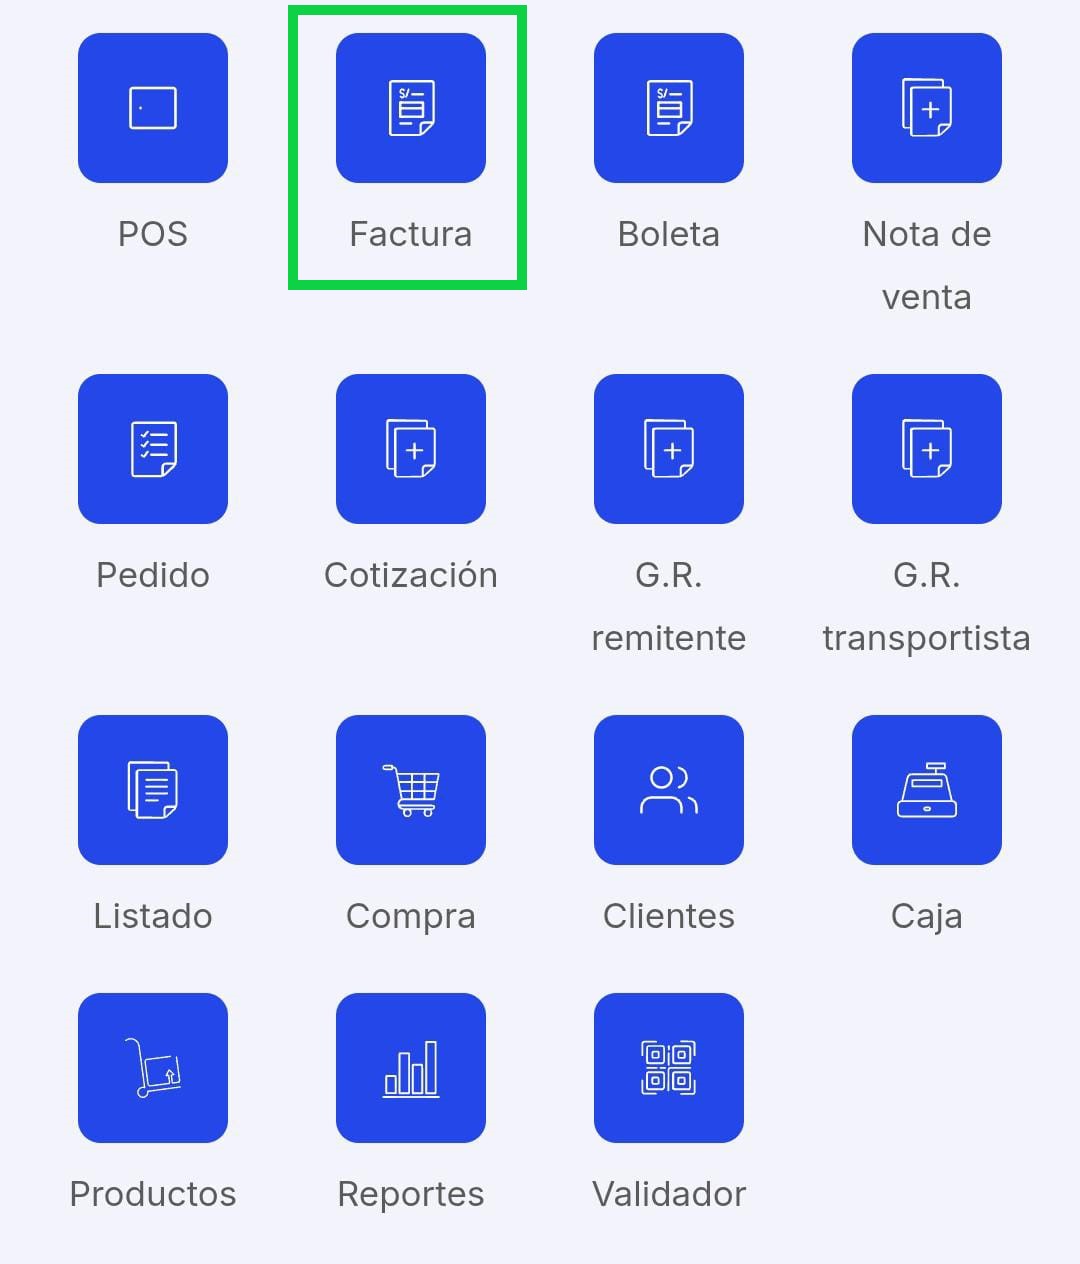 S/
S/
POS
Factura
Boleta
Nota de
venta
Pedido
Cotización
G.R.
remitente
G.R.
transportista
Listado
Compra
Clientes
Caja
Productos
Reportes
Validador